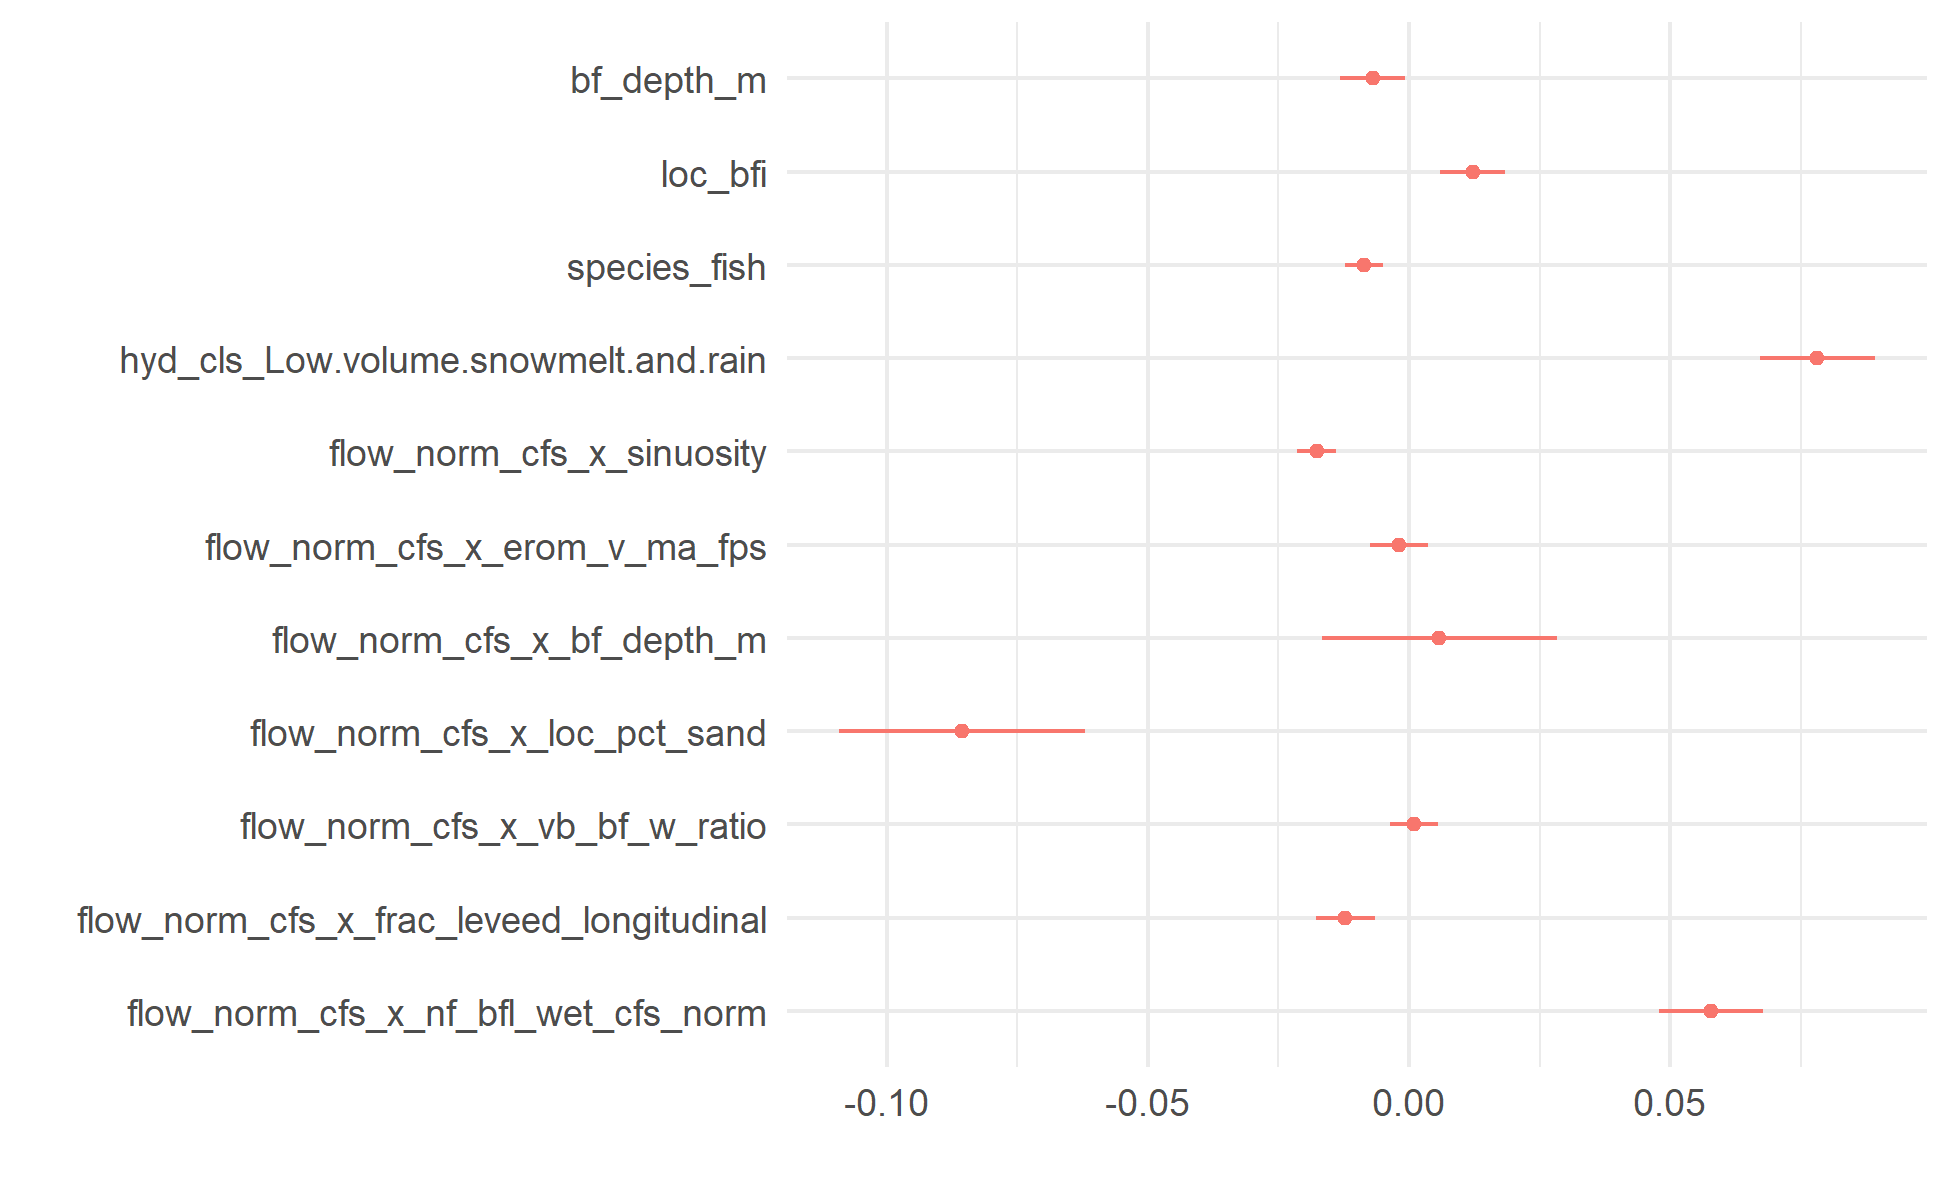 bf_depth_m
loc_bfi
species_fish
hyd_cls_Low.volume.snowmelt.and.rain
flow_norm_cfs_x_sinuosity
flow_norm_cfs_x_erom_v_ma_fps
flow_norm_cfs_x_bf_depth_m
flow_norm_cfs_x_loc_pct_sand
flow_norm_cfs_x_vb_bf_w_ratio
flow_norm_cfs_x_frac_leveed_longitudinal
flow_norm_cfs_x_nf_bfl_wet_cfs_norm
-0.10 -0.05 0.00 0.05